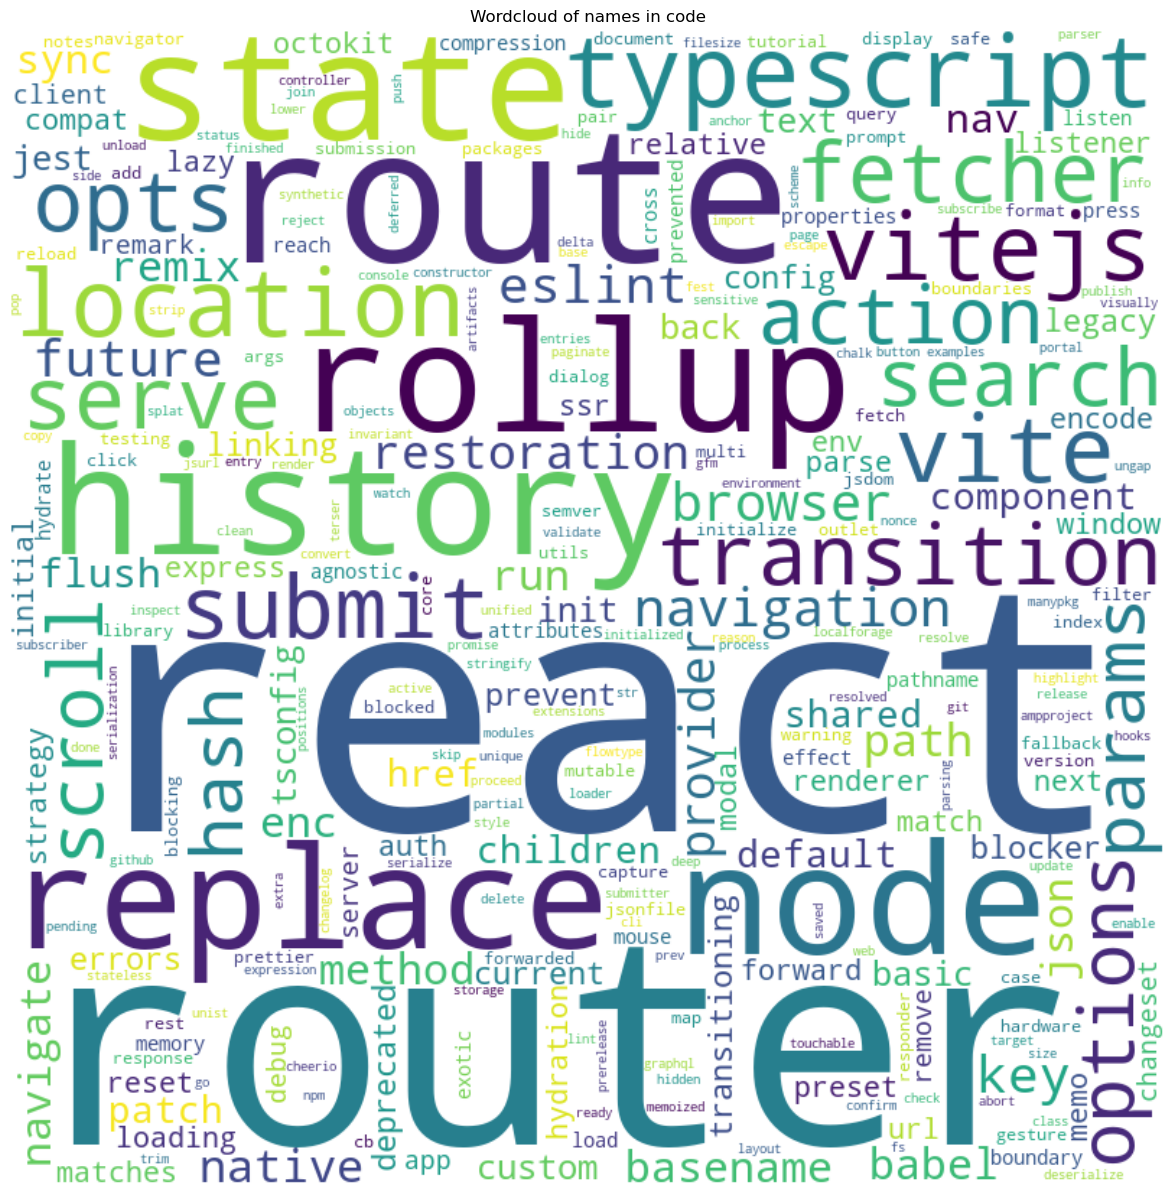 Wordcloud of names in code
notes navigator
octokit
compression
document
filesize
tutorial
display
safe
parser
sync
state
typescript
controller
join
push
lower
client
compat
pair
anchor
text
query
nav
listen
status
finished
hide
unload
jest
side
add
lazy
submission
packages
relative
prompt
listener
route
fetcher
info
opts
synthetic
deferred
reject
cross
prevented
scheme
import
properties
subscribe
format
press
remark
reach
delta
base
page
escape
vitejs
reload
remix
console
constructor
eslint
fest
sensitive
config
boundaries
publish
visually
pop
location
strip
artifacts
back
action
legacy
future
args
entries
paginate
chalk
button
examples
portal
rollup
dialog
search
serve
splat
objects
ssr
fetch
encode
copy
testing
linking
invariant
restoration
multi
env
vite
click
jsurl
entry
render
gfm
parse
jsdom
ungap
hydrate
history
watch
environment
browser
component
semver
nonce
terser
clean
validate
initialize
outlet
window
initial
convert
utils
transition
flush
express
agnostic
run
core
submit
init
navigation
filter
manypkg
inspect
unified
index
library
attributes
initialized
reason
process
localforage
resolve
subscriber
scroll
react
promise
stringify
provider
params
serialization
tsconfig
positions
active
blocked
prevent
str
extensions
pathname
highlight
release
resolved
git
shared
ampproject
hash
done
strategy
modules
skip
unique
flowtype
warning
path
fallback
hooks
effect
version
href
proceed
mutable
loader
modal
renderer
parsing
next
blocking
enc
partial
style
match
github
auth
serialize
children
deep
default
blocker
update
replace
extra
changelog
server
capture
submitter
delete
jsonfile
cli
node
saved
json
options
enable
pending
mouse
transitioning
errors
stateless
prettier
expression
method
current
forwarded
prev
web
forward
basic
case
changeset
navigate
router
storage
unist
rest
memory
response
go
debug
cheerio
npm
deprecated
exotic
lint
hydration
prerelease
map
graphql
hidden
touchable
responder
remove
hardware
target
size
reset
patch
preset
check
key
abort
memo
confirm
class
gesture
loading
cb
ready
memoized
load
layout
url
fs
boundary
matches
trim
native
app
custom
basename
babel
deserialize